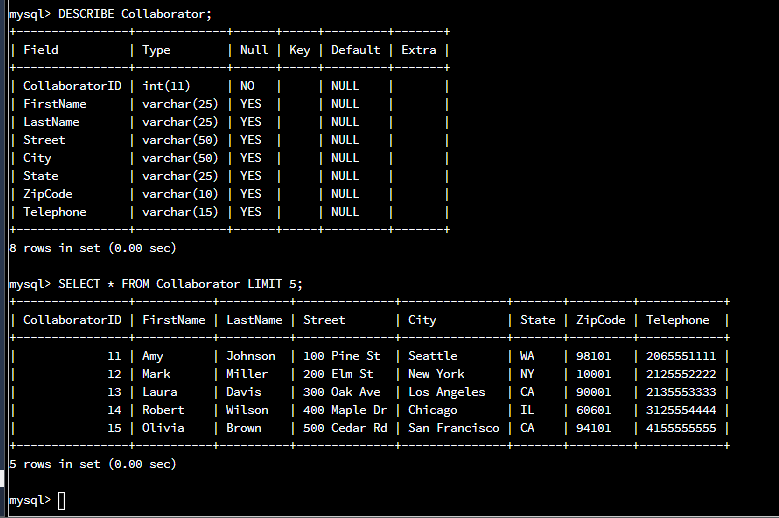 mysql> DESCRIBE Collaborator;
+----------------+-------------+------+-----+---------+-------+
| Field          | Type        | Null | Key | Default | Extra |
+----------------+-------------+------+-----+---------+-------+
| CollaboratorID | int(11)     | NO   |     | NULL    |       |
| FirstName      | varchar(25) | YES  |     | NULL    |       |
| LastName       | varchar(25) | YES  |     | NULL    |       |
| Street         | varchar(50) | YES  |     | NULL    |       |
| City           | varchar(50) | YES  |     | NULL    |       |
| State          | varchar(25) | YES  |     | NULL    |       |
| ZipCode        | varchar(10) | YES  |     | NULL    |       |
| Telephone      | varchar(15) | YES  |     | NULL    |       |
+----------------+-------------+------+-----+---------+-------+
8 rows in set (0.00 sec)

mysql> SELECT * FROM Collaborator LIMIT 5;
+----------------+-----------+----------+--------------+---------------+-------+---------+------------+
| CollaboratorID | FirstName | LastName | Street       | City          | State | ZipCode | Telephone  |
+----------------+-----------+----------+--------------+---------------+-------+---------+------------+
|             11 | Amy       | Johnson  | 100 Pine St  | Seattle       | WA    | 98101   | 2065551111 |
|             12 | Mark      | Miller   | 200 Elm St   | New York      | NY    | 10001   | 2125552222 |
|             13 | Laura     | Davis    | 300 Oak Ave  | Los Angeles   | CA    | 90001   | 2135553333 |
|             14 | Robert    | Wilson   | 400 Maple Dr | Chicago       | IL    | 60601   | 3125554444 |
|             15 | Olivia    | Brown    | 500 Cedar Rd | San Francisco | CA    | 94101   | 4155555555 |
+----------------+-----------+----------+--------------+---------------+-------+---------+------------+
5 rows in set (0.00 sec)

mysql>